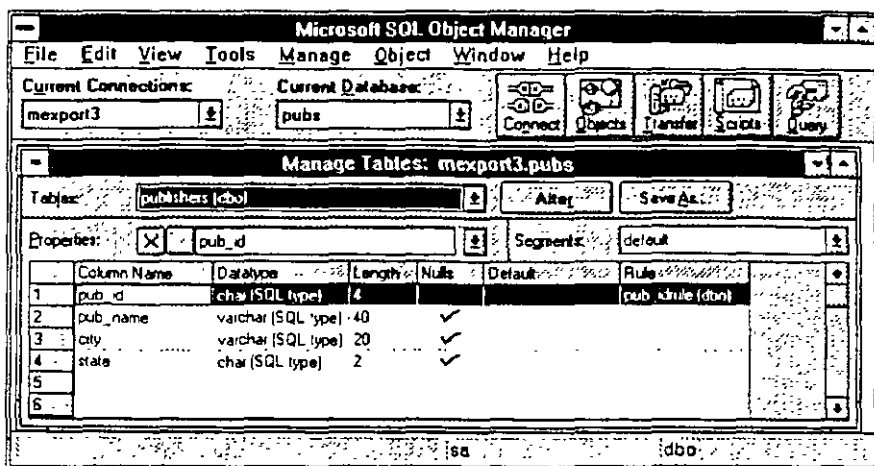 Microsoft SQL Object Manager
File Edit View Tools Manage Object Window Help
Current Connections: Current Database:
mexport3 pubs
Connect Objects Transfer Scripts Query
Manage Tables: mexport3.pubs
Tables: publishers (dbo) Alter Save As...
Properties: pub_id Segments: default
Column Name Datatype Length Nulls Default Rule
1 pub_id char (SQL type) 4 pub_idrule (dbo)
2 pub_name varchar (SQL type) 40
3 city varchar (SQL type) 20
4 state char (SQL type) 2
5
6
sa dbo